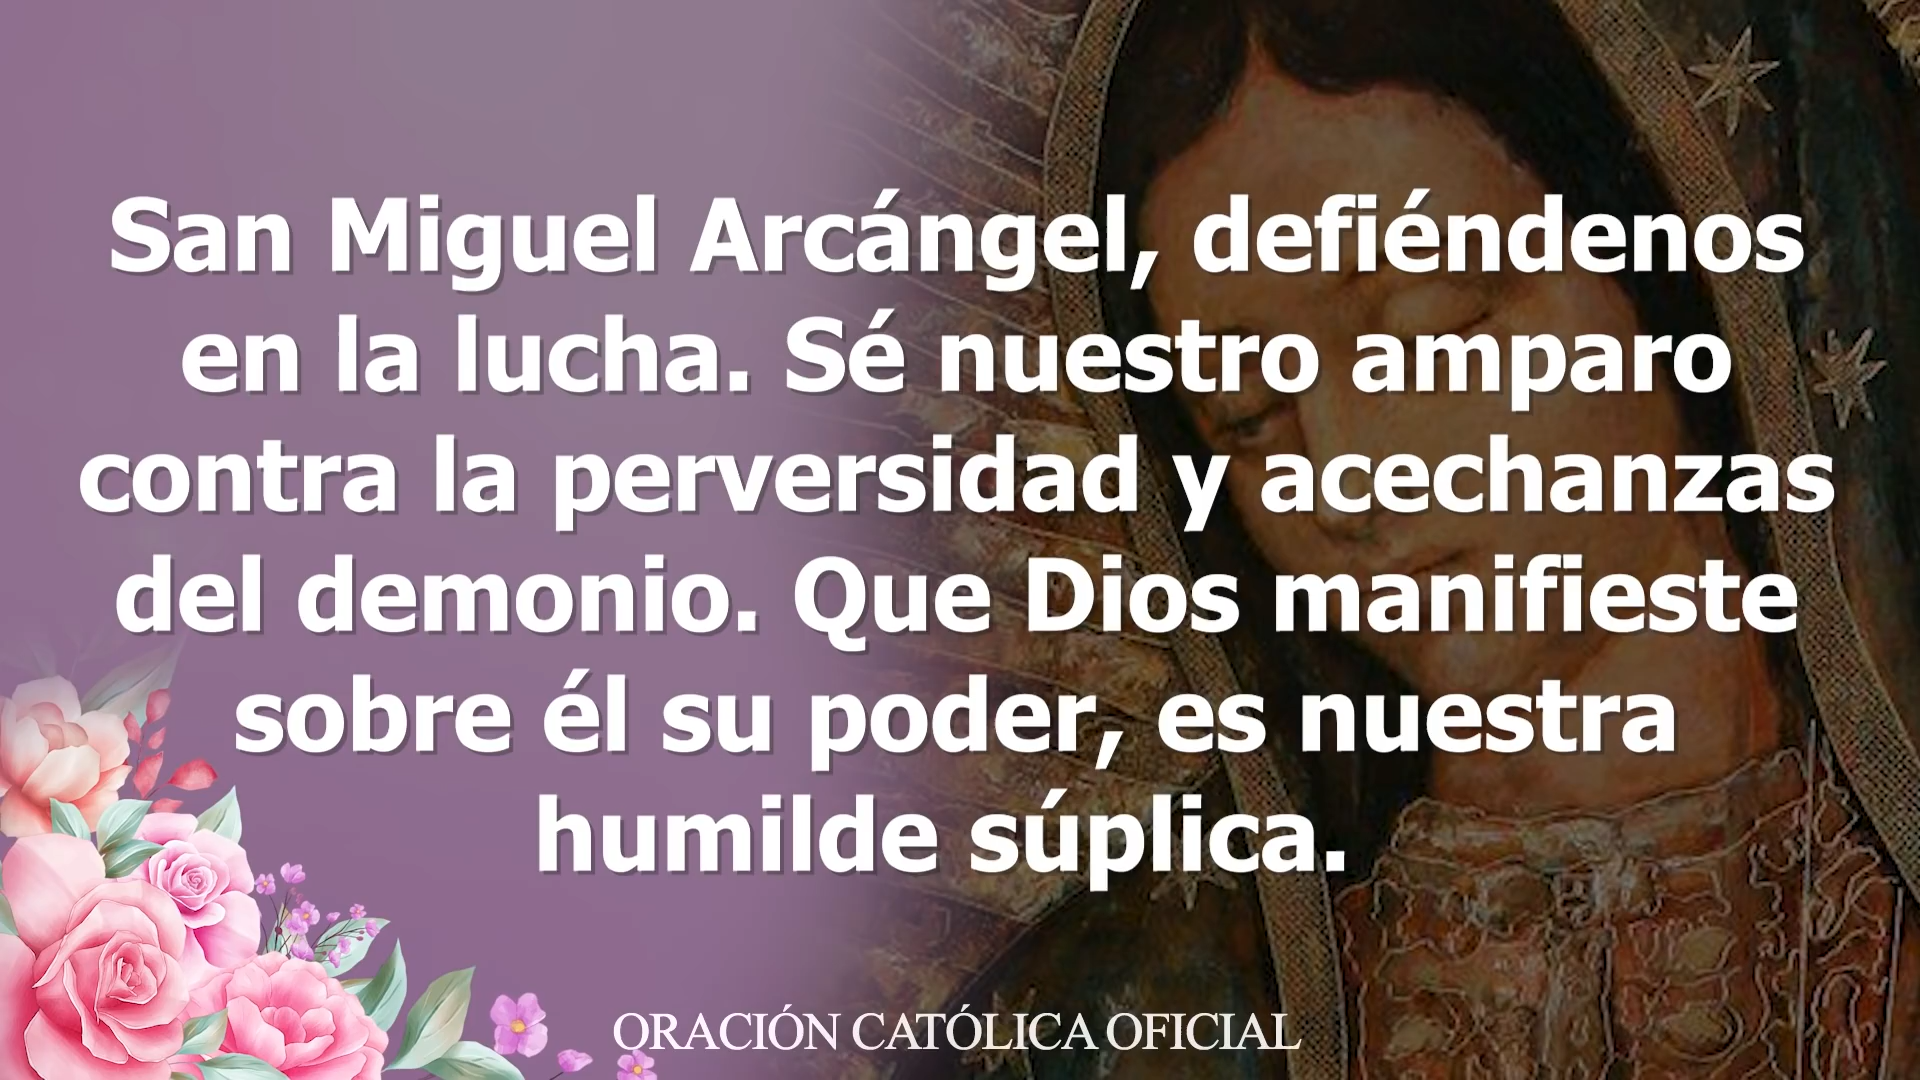 San Miguel Arcángel, defiéndenos
en la lucha. Sé nuestro amparo
contra la perversidad y acechanzas
del demonio. Que Dios manifieste
sobre él su poder, es nuestra
humilde súplica.
ORACIÓN CATÓLICA OFICIAL